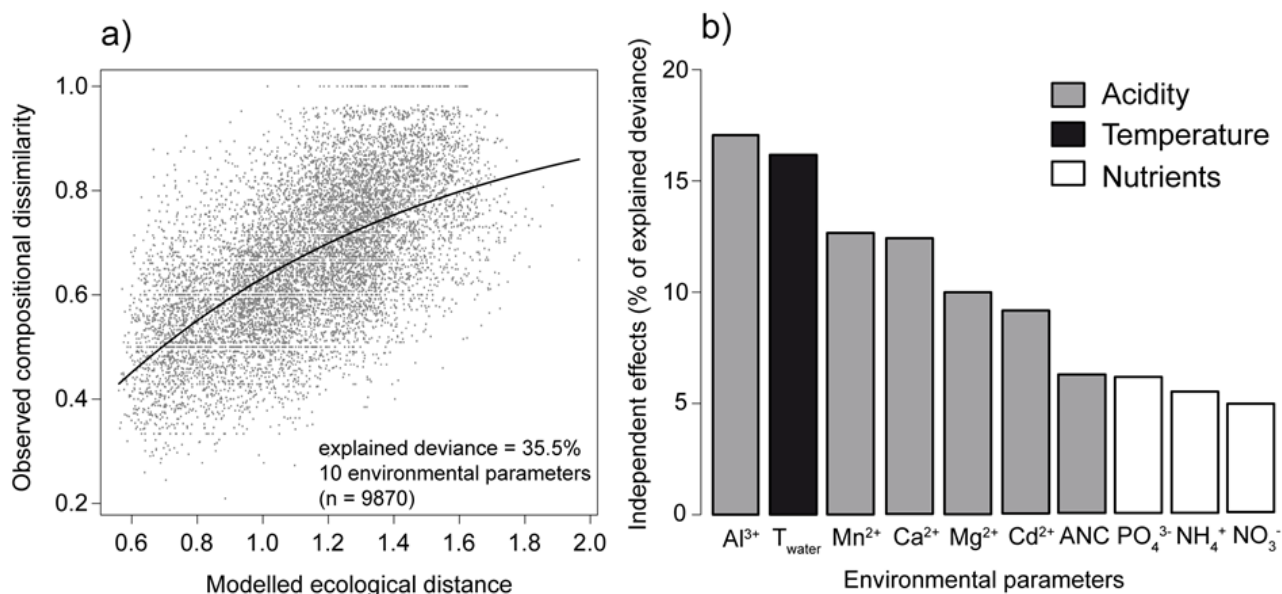 a)
Observed compositional dissimilarity
1.0
0.8
0.6
0.4
0.2
explained deviance = 35.5%
10 environmental parameters
(n = 9870)
0.6 0.8 1.0 1.2 1.4 1.6 1.8 2.0
Modelled ecological distance
b)
Independent effects (% of explained deviance)
20
15
10
5
0
Acidity
Temperature
Nutrients
Al³⁺ T_water Mn²⁺ Ca²⁺ Mg²⁺ Cd²⁺ ANC PO₄³⁻ NH₄⁺ NO₃⁻
Environmental parameters